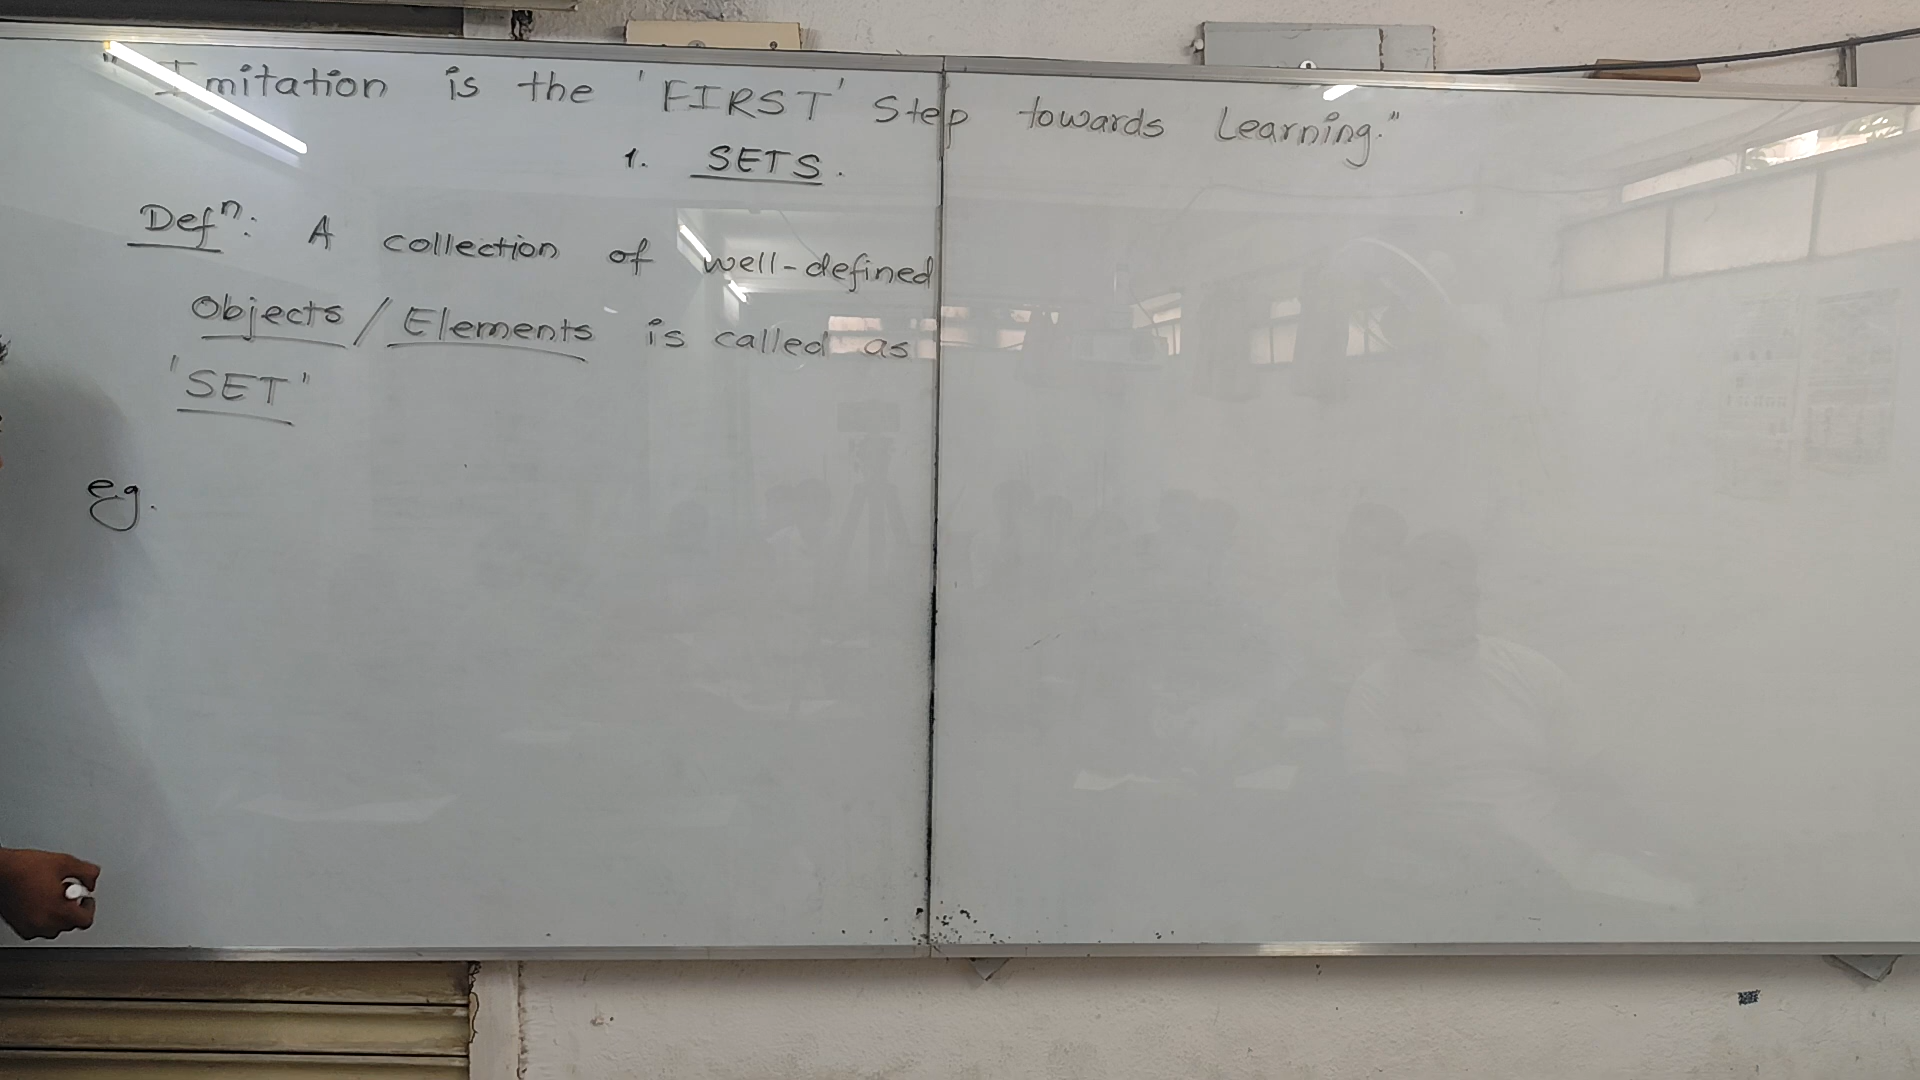 "Imitation is the 'FIRST' Step towards Learning."
1. SETS.
Defⁿ: A collection of well-defined
Objects/Elements is called as
'SET"
eg.